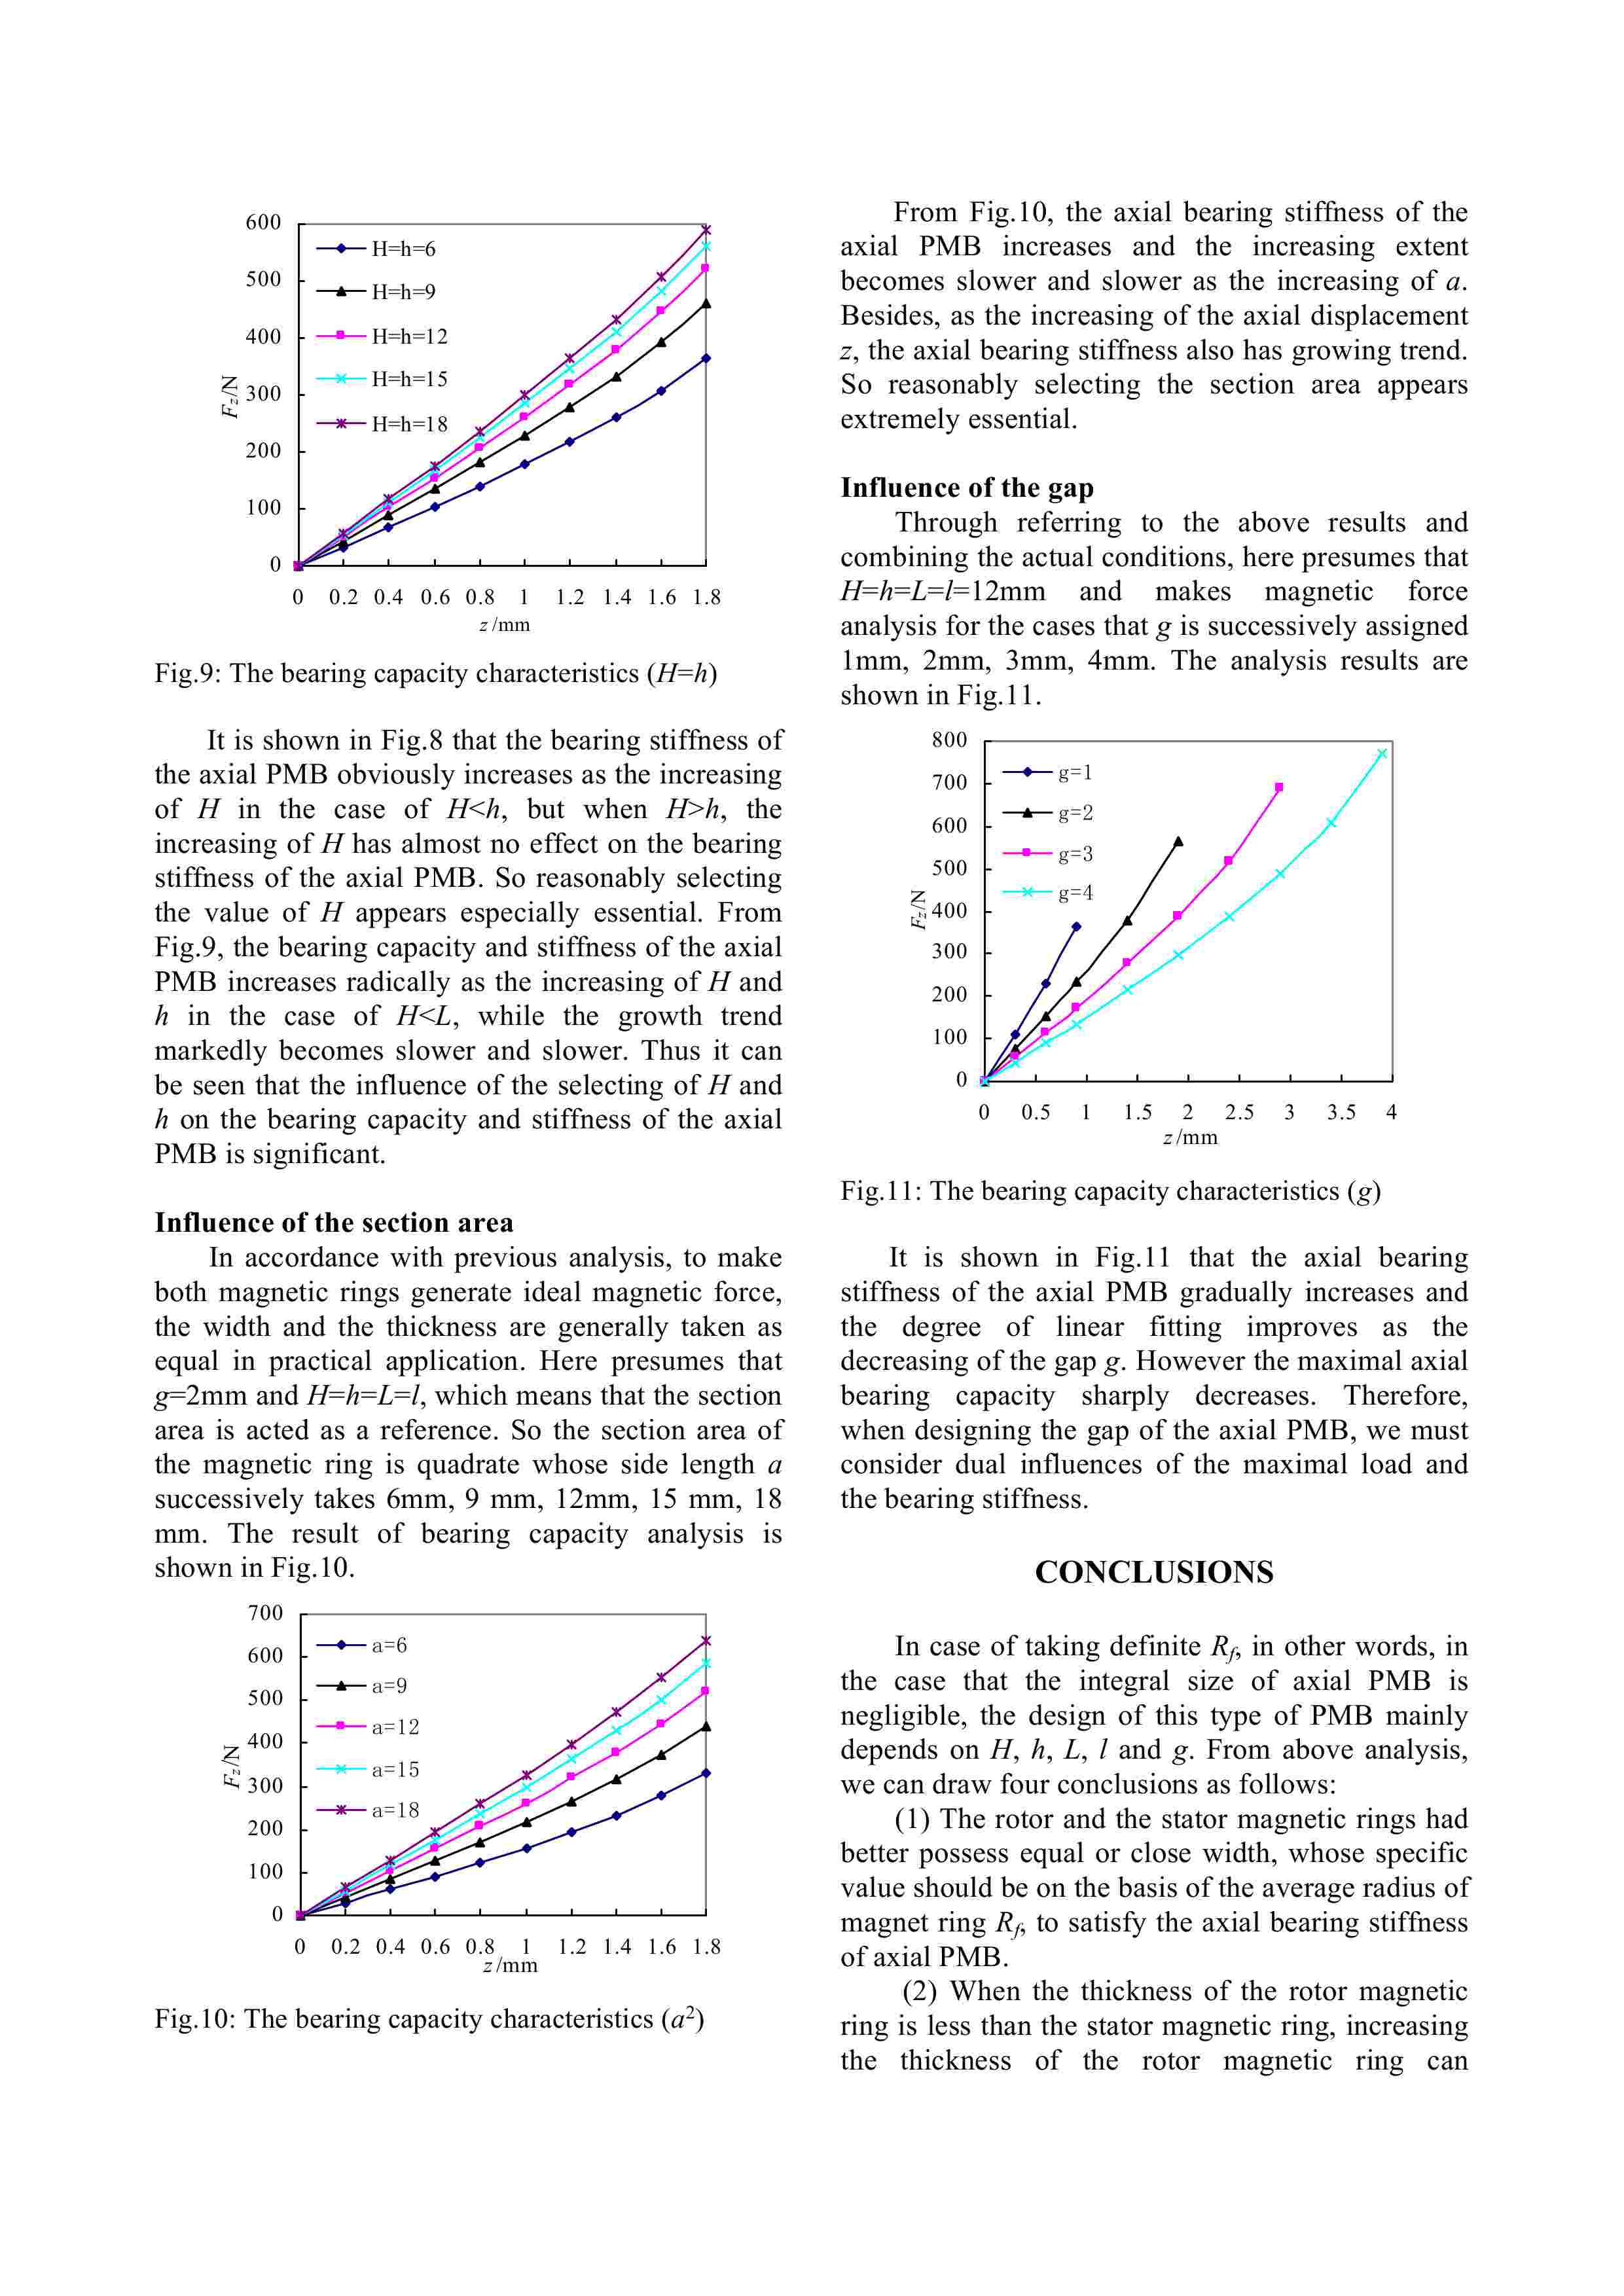 600
500
400
300
200
100
0
Fz/N
H=h=6
H=h=9
H=h=12
H=h=15
H=h=18
0 0.2 0.4 0.6 0.8 1 1.2 1.4 1.6 1.8
z/mm
Fig.9: The bearing capacity characteristics (H=h)
It is shown in Fig.8 that the bearing stiffness of
the axial PMB obviously increases as the increasing
of H in the case of H<h, but when H>h, the
increasing of H has almost no effect on the bearing
stiffness of the axial PMB. So reasonably selecting
the value of H appears especially essential. From
Fig.9, the bearing capacity and stiffness of the axial
PMB increases radically as the increasing of H and
h in the case of H<L, while the growth trend
markedly becomes slower and slower. Thus it can
be seen that the influence of the selecting of H and
h on the bearing capacity and stiffness of the axial
PMB is significant.
Influence of the section area
In accordance with previous analysis, to make
both magnetic rings generate ideal magnetic force,
the width and the thickness are generally taken as
equal in practical application. Here presumes that
g=2mm and H=h=L=l, which means that the section
area is acted as a reference. So the section area of
the magnetic ring is quadrate whose side length a
successively takes 6mm, 9 mm, 12mm, 15 mm, 18
mm. The result of bearing capacity analysis is
shown in Fig.10.
700
600
500
400
300
200
100
0
Fz/N
a=6
a=9
a=12
a=15
a=18
0 0.2 0.4 0.6 0.8 1 1.2 1.4 1.6 1.8
z/mm
Fig.10: The bearing capacity characteristics (a²)
From Fig.10, the axial bearing stiffness of the
axial PMB increases and the increasing extent
becomes slower and slower as the increasing of a.
Besides, as the increasing of the axial displacement
z, the axial bearing stiffness also has growing trend.
So reasonably selecting the section area appears
extremely essential.
Influence of the gap
Through referring to the above results and
combining the actual conditions, here presumes that
H=h=L=l=12mm and makes magnetic force
analysis for the cases that g is successively assigned
1mm, 2mm, 3mm, 4mm. The analysis results are
shown in Fig.11.
800
700
600
500
400
300
200
100
0
Fz/N
g=1
g=2
g=3
g=4
0 0.5 1 1.5 2 2.5 3 3.5 4
z/mm
Fig.11: The bearing capacity characteristics (g)
It is shown in Fig.11 that the axial bearing
stiffness of the axial PMB gradually increases and
the degree of linear fitting improves as the
decreasing of the gap g. However the maximal axial
bearing capacity sharply decreases. Therefore,
when designing the gap of the axial PMB, we must
consider dual influences of the maximal load and
the bearing stiffness.
CONCLUSIONS
In case of taking definite Rf, in other words, in
the case that the integral size of axial PMB is
negligible, the design of this type of PMB mainly
depends on H, h, L, l and g. From above analysis,
we can draw four conclusions as follows:
(1) The rotor and the stator magnetic rings had
better possess equal or close width, whose specific
value should be on the basis of the average radius of
magnet ring Rf, to satisfy the axial bearing stiffness
of axial PMB.
(2) When the thickness of the rotor magnetic
ring is less than the stator magnetic ring, increasing
the thickness of the rotor magnetic ring can